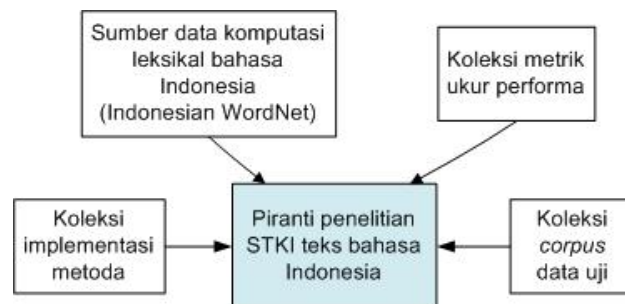 Sumber data komputasi
leksikal bahasa
Indonesia
(Indonesian WordNet)
Koleksi metrik
ukur performa
Koleksi
implementasi
metoda
Piranti penelitian
STKI teks bahasa
Indonesia
Koleksi
corpus
data uji